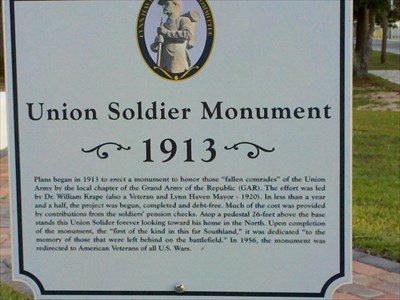 Union Soldier Monument
1913
Plans began in 1913 to erect a monument to honor those "fallen comrades" of the Union
Army by the local chapter of the Grand Army of the Republic (GAR). The effort was led
by Dr. William Krape (also a Veteran and Lynn Haven Mayor - 1920). In less than a year
and a half, the project was begun, completed and debt-free. Much of the cost was provided
by contributions from the soldiers' pension checks. Atop a pedestal 26-feet above the base
stands this Union Solider forever looking toward his home in the North. Upon completion
of the monument, the "first of the kind in this far Southland," it was dedicated "to the
memory of those that were left behind on the battlefield." In 1956, the monument was
redirected to American Veterans of all U.S. Wars.